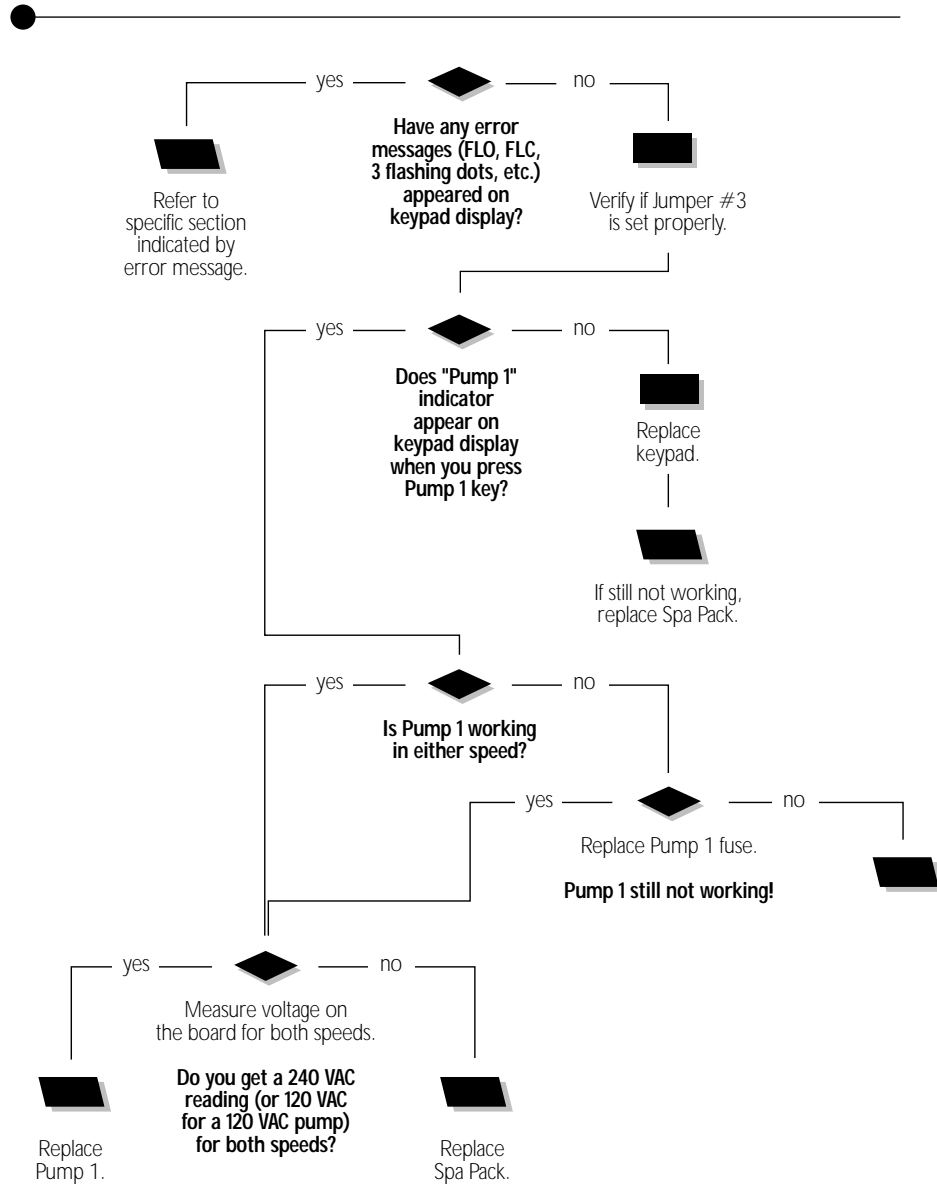 yes
no
Have any error
messages (FLO, FLC,
3 flashing dots, etc.)
appeared on
keypad display?
Refer to
specific section
indicated by
error message.
Verify if Jumper #3
is set properly.
yes
no
Does "Pump 1"
indicator
appear on
keypad display
when you press
Pump 1 key?
Replace
keypad.
If still not working,
replace Spa Pack.
yes
no
Is Pump 1 working
in either speed?
yes
no
Replace Pump 1 fuse.
Pump 1 still not working!
yes
no
Measure voltage on
the board for both speeds.
Do you get a 240 VAC
reading (or 120 VAC
for a 120 VAC pump)
for both speeds?
Replace
Pump 1.
Replace
Spa Pack.